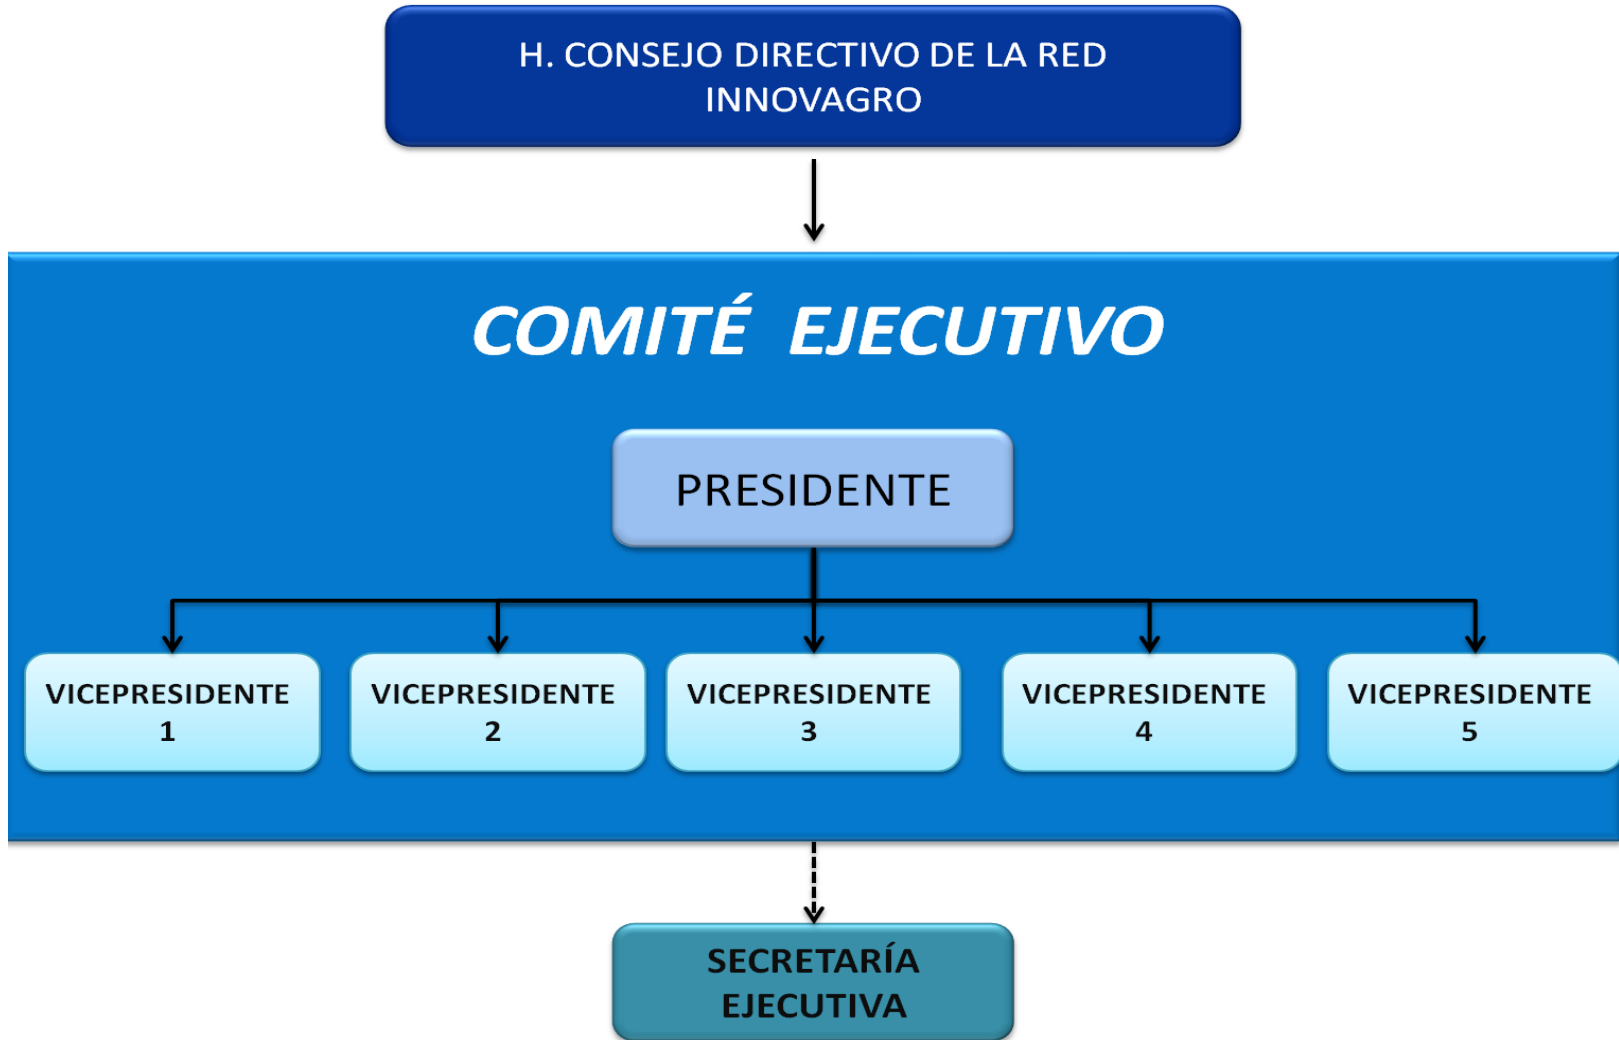 H. CONSEJO DIRECTIVO DE LA RED
INNOVAGRO
COMITÉ EJECUTIVO
PRESIDENTE
VICEPRESIDENTE
1
VICEPRESIDENTE
2
VICEPRESIDENTE
3
VICEPRESIDENTE
4
VICEPRESIDENTE
5
SECRETARÍA
EJECUTIVA